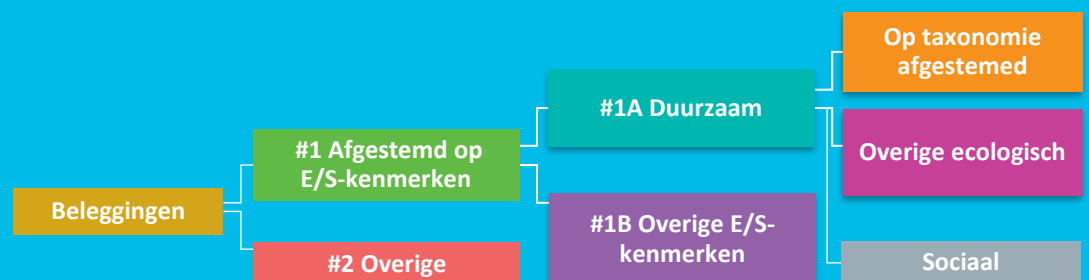 Beleggingen
#1 Afgestemd op
E/S-kenmerken
#2 Overige
#1A Duurzaam
#1B Overige E/S-
kenmerken
Op taxonomie
afgestemed
Overige ecologisch
Sociaal